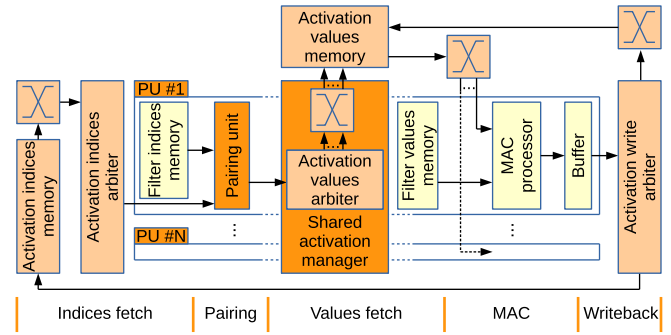 Activation
values
memory
PU #1
Activation indices
memory
Activation indices
arbiter
Filter indices
memory
Pairing unit
...
...
Activation
values
arbiter
Shared
activation
manager
Filter values
memory
...
MAC
processor
Buffer
Activation write
arbiter
...
...
PU #N
Indices fetch
Pairing
Values fetch
MAC
Writeback